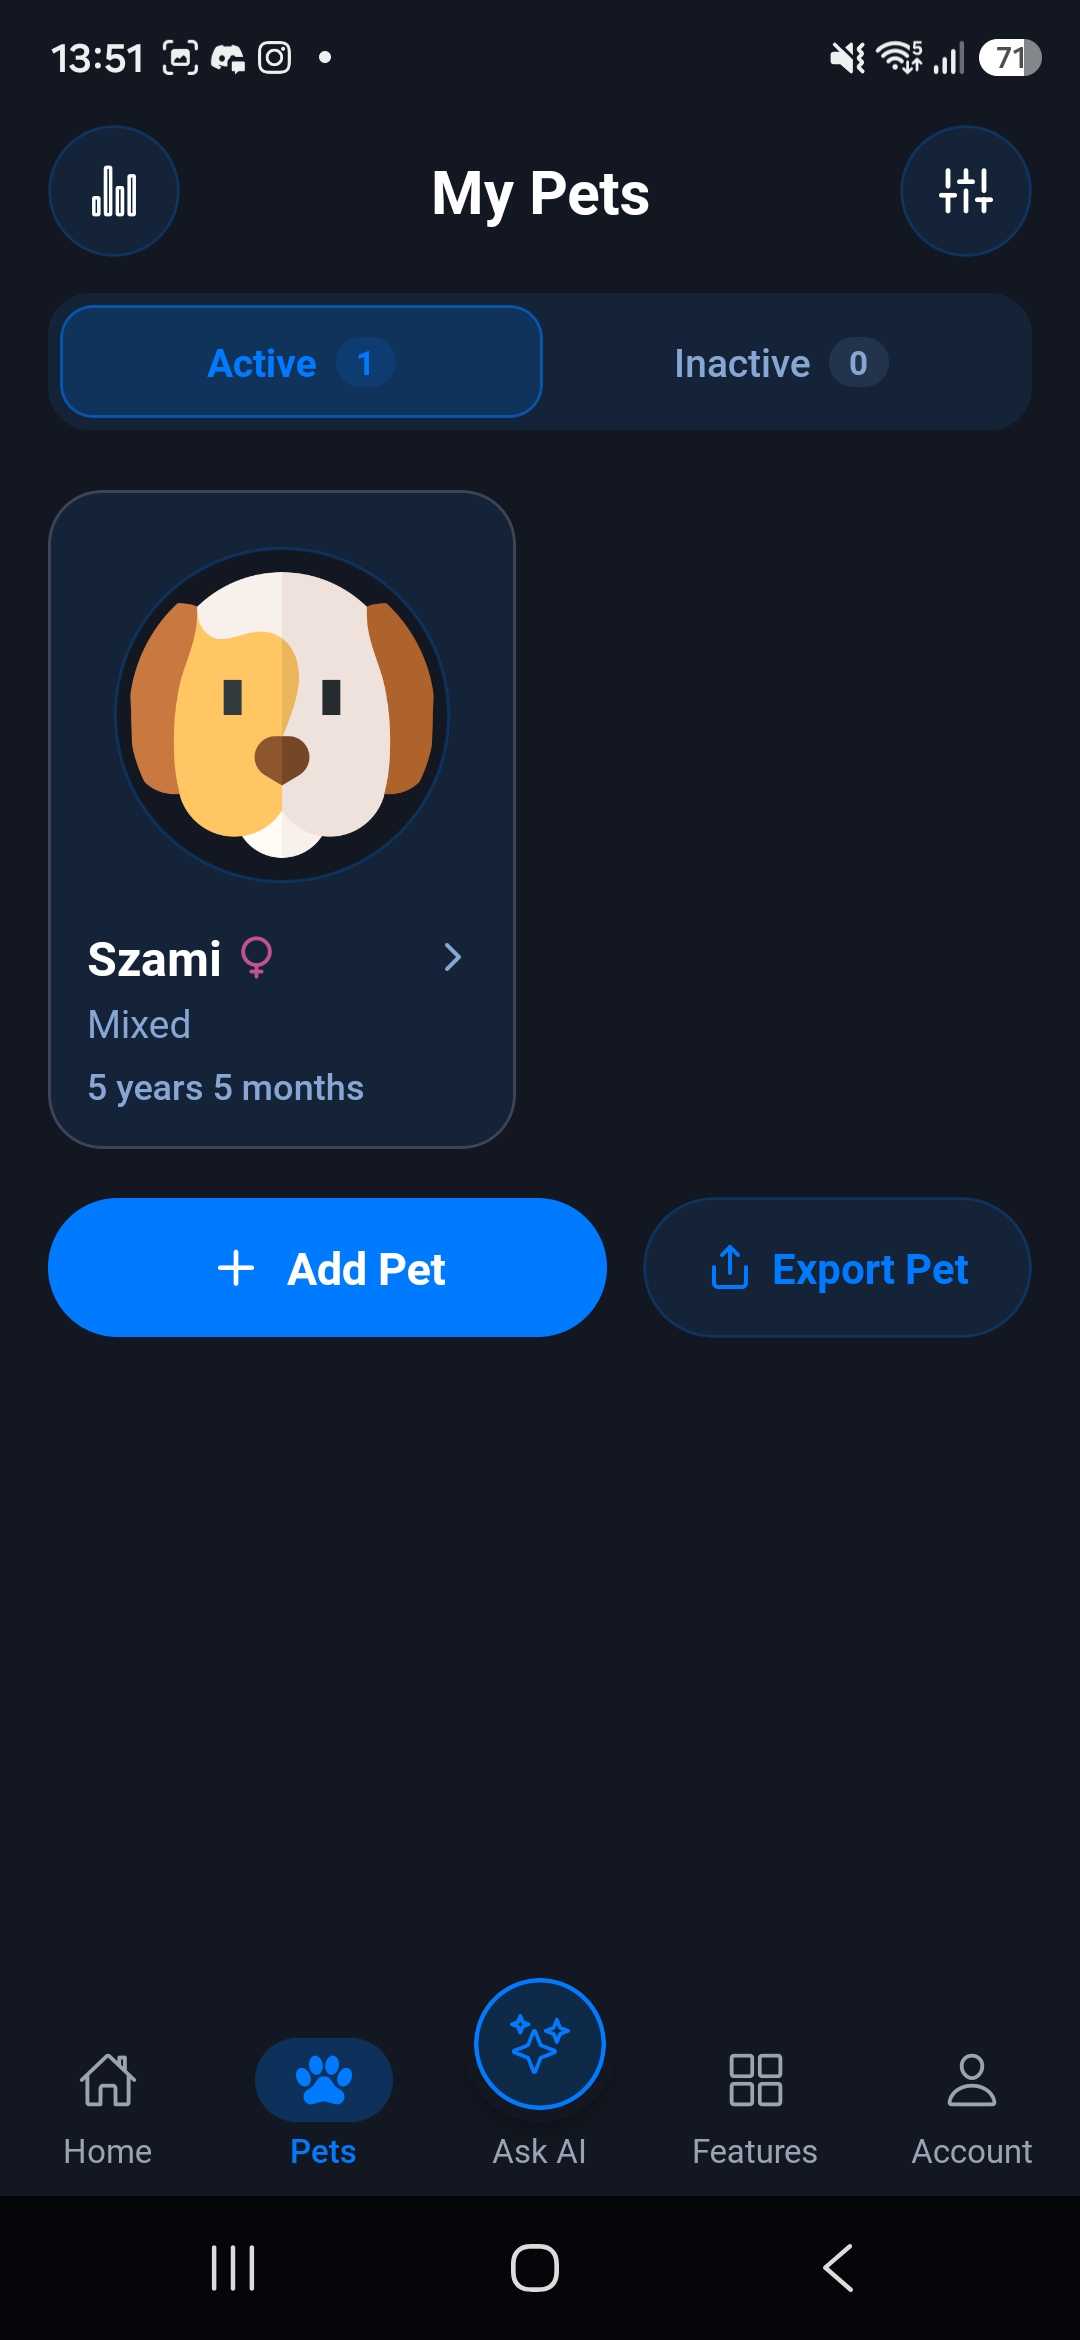 13:51
5
71
My Pets
Active 1
Inactive 0
Szami
Mixed
5 years 5 months
Add Pet
Export Pet
Home
Pets
Ask AI
Features
Account